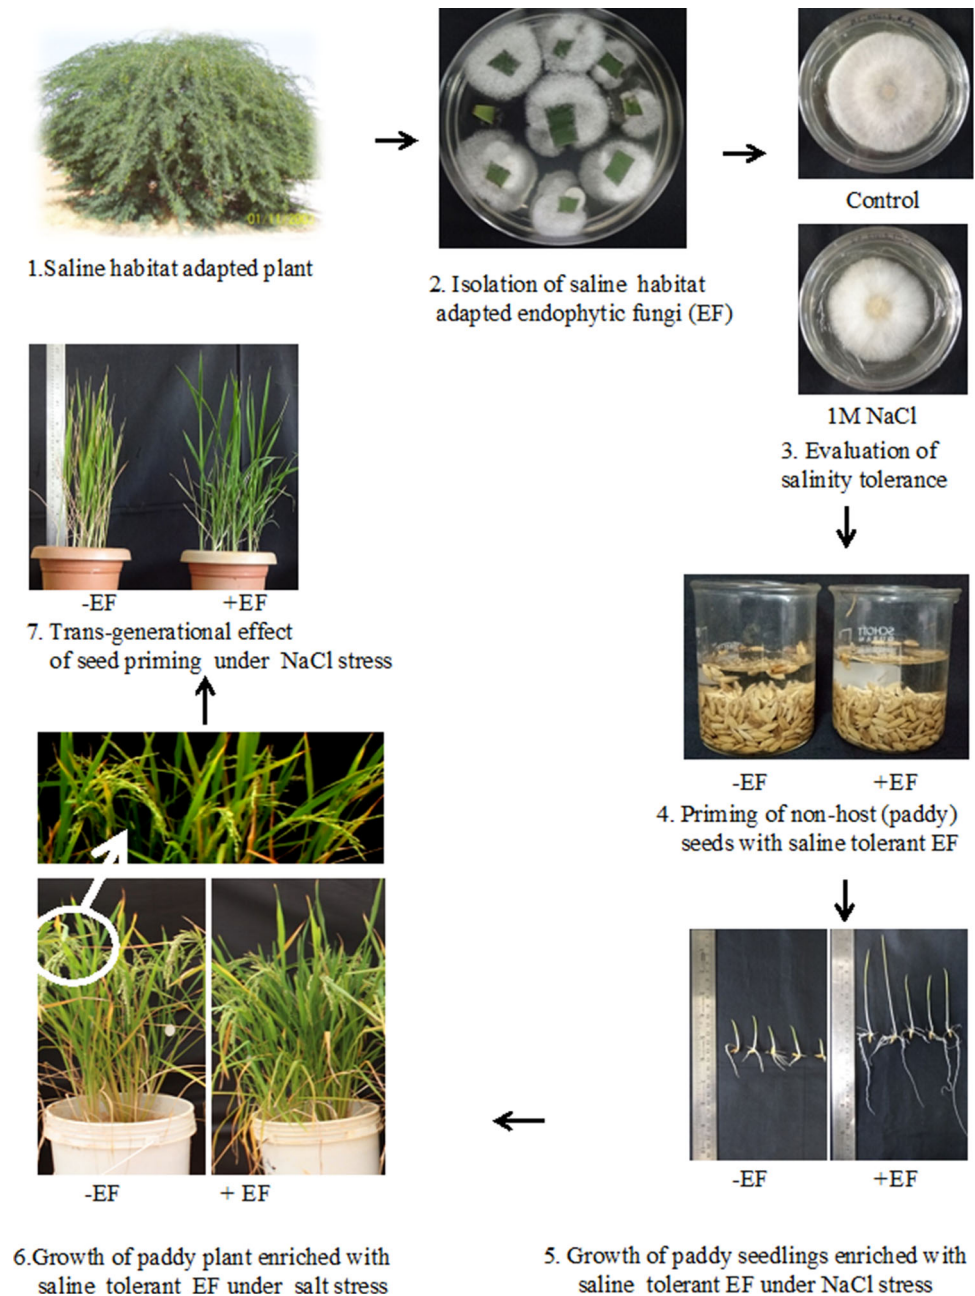 1.Saline habitat adapted plant
2. Isolation of saline habitat
adapted endophytic fungi (EF)
Control
1M NaCl
3. Evaluation of
salinity tolerance
-EF +EF
4. Priming of non-host (paddy)
seeds with saline tolerant EF
-EF +EF
5. Growth of paddy seedlings enriched with
saline tolerant EF under NaCl stress
-EF + EF
6.Growth of paddy plant enriched with
saline tolerant EF under salt stress
-EF +EF
7. Trans-generational effect
of seed priming under NaCl stress
SCHOTT